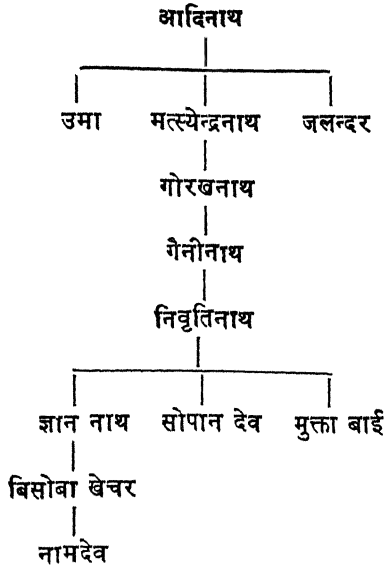 आदिनाथ
उमा मत्स्येन्द्रनाथ जलन्दर
गोरखनाथ
गैनीनाथ
निवृतिनाथ
ज्ञान नाथ सोपान देव मुक्ता बाई
बिसोबा खेचर
नामदेव